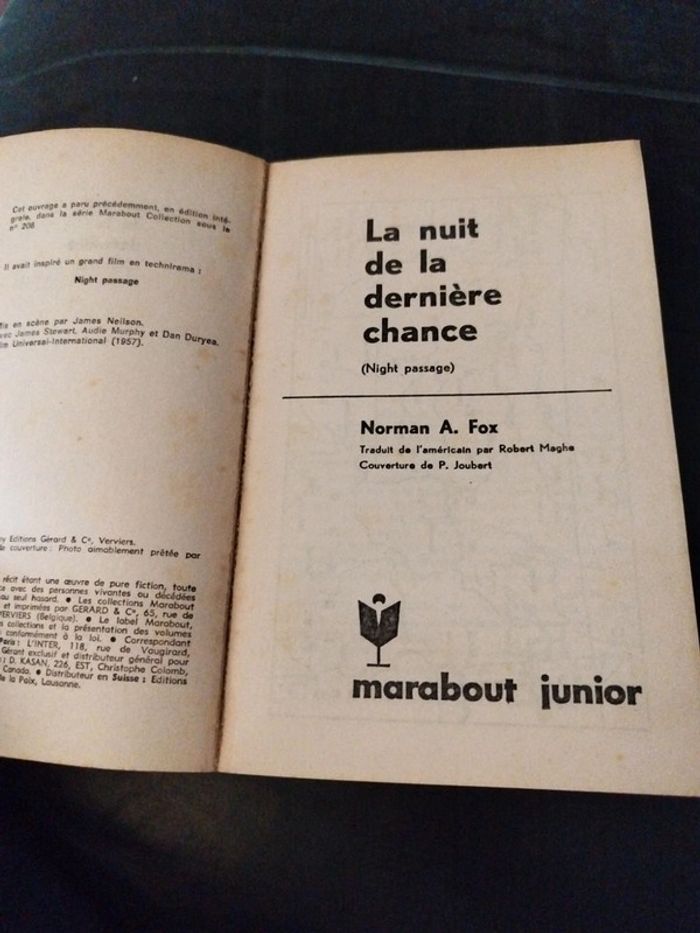 Cet ouvrage a paru précédemment, en édition inté-
grale, dans la série Marabout Collection sous le
n° 208
Il avait inspiré un grand film en technirama :
Night passage
Mis en scène par James Neilson.
avec James Stewart, Audie Murphy et Dan Duryea.
Universal-International (1957).
by Editions Gérard & C°, Verviers.
de couverture : Photo aimablement prêtée par
récit étant une œuvre de pure fiction, toute
avec des personnes vivantes ou décédées
au seul hasard. ● Les collections Marabout
et imprimées par GERARD & C°, 65, rue de
VERVIERS (Belgique). ● Le label Marabout,
collections et la présentation des volumes
conformément à la loi. ● Correspondant
Paris : L'INTER, 118, rue de Vaugirard,
Gérant exclusif et distributeur général pour
: D. KASAN, 226, EST, Christophe Colomb,
Canada. ● Distributeur en Suisse : Editions
de la Paix, Lausanne.
La nuit
de la
dernière
chance
(Night passage)
Norman A. Fox
Traduit de l'américain par Robert Maghe
Couverture de P. Joubert
marabout junior